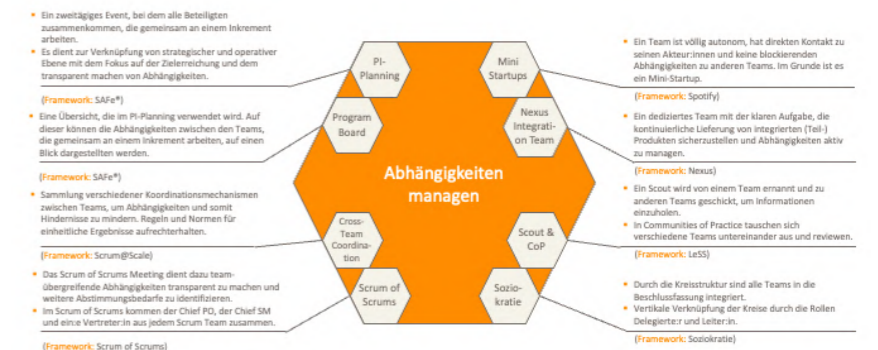 • Ein zweitägiges Event, bei dem alle Beteiligten
zusammenkommen, die gemeinsam an einem Inkrement
arbeiten.
• Es dient zur Verknüpfung von strategischer und operativer
Ebene mit dem Fokus auf der Zielerreichung und dem
transparent machen von Abhängigkeiten.
(Framework: SAFe®)
• Eine Übersicht, die im PI-Planning verwendet wird. Auf
dieser können die Abhängigkeiten zwischen den Teams,
die gemeinsam an einem Inkrement arbeiten, auf einen
Blick dargestellten werden.
(Framework: SAFe®)
• Sammlung verschiedener Koordinationsmechanismen
zwischen Teams, um Abhängigkeiten und somit
Hindernisse zu mindern. Regeln und Normen für
einheitliche Ergebnisse aufrechterhalten.
(Framework: Scrum@Scale)
• Das Scrum of Scrums Meeting dient dazu team-
übergreifende Abhängigkeiten transparent zu machen und
weitere Abstimmungsbedarfe zu identifizieren.
• Im Scrum of Scrums kommen der Chief PO, der Chief SM
und ein:e Vertreter:in aus jedem Scrum Team zusammen.
(Framework: Scrum of Scrums)
PI-
Planning
Program
Board
Cross-
Team
Coordina-
tion
Scrum of
Scrums
Abhängigkeiten
managen
Mini
Startups
Nexus
Integrati-
on Team
Scout &
CoP
Sozio-
kratie
• Ein Team ist völlig autonom, hat direkten Kontakt zu
seinen Akteur:innen und keine blockierenden
Abhängigkeiten zu anderen Teams. Im Grunde ist es
ein Mini-Startup.
(Framework: Spotify)
• Ein dediziertes Team mit der klaren Aufgabe, die
kontinuierliche Lieferung von integrierten (Teil-)
Produkten sicherzustellen und Abhängigkeiten aktiv
zu managen.
(Framework: Nexus)
• Ein Scout wird von einem Team ernannt und zu
anderen Teams geschickt, um Informationen
einzuholen.
• In Communities of Practice tauschen sich
verschiedene Teams untereinander aus und reviewen.
(Framework: LeSS)
• Durch die Kreisstruktur sind alle Teams in die
Beschlussfassung integriert.
• Vertikale Verknüpfung der Kreise durch die Rollen
Delegierte:r und Leiter:in.
(Framework: Soziokratie)